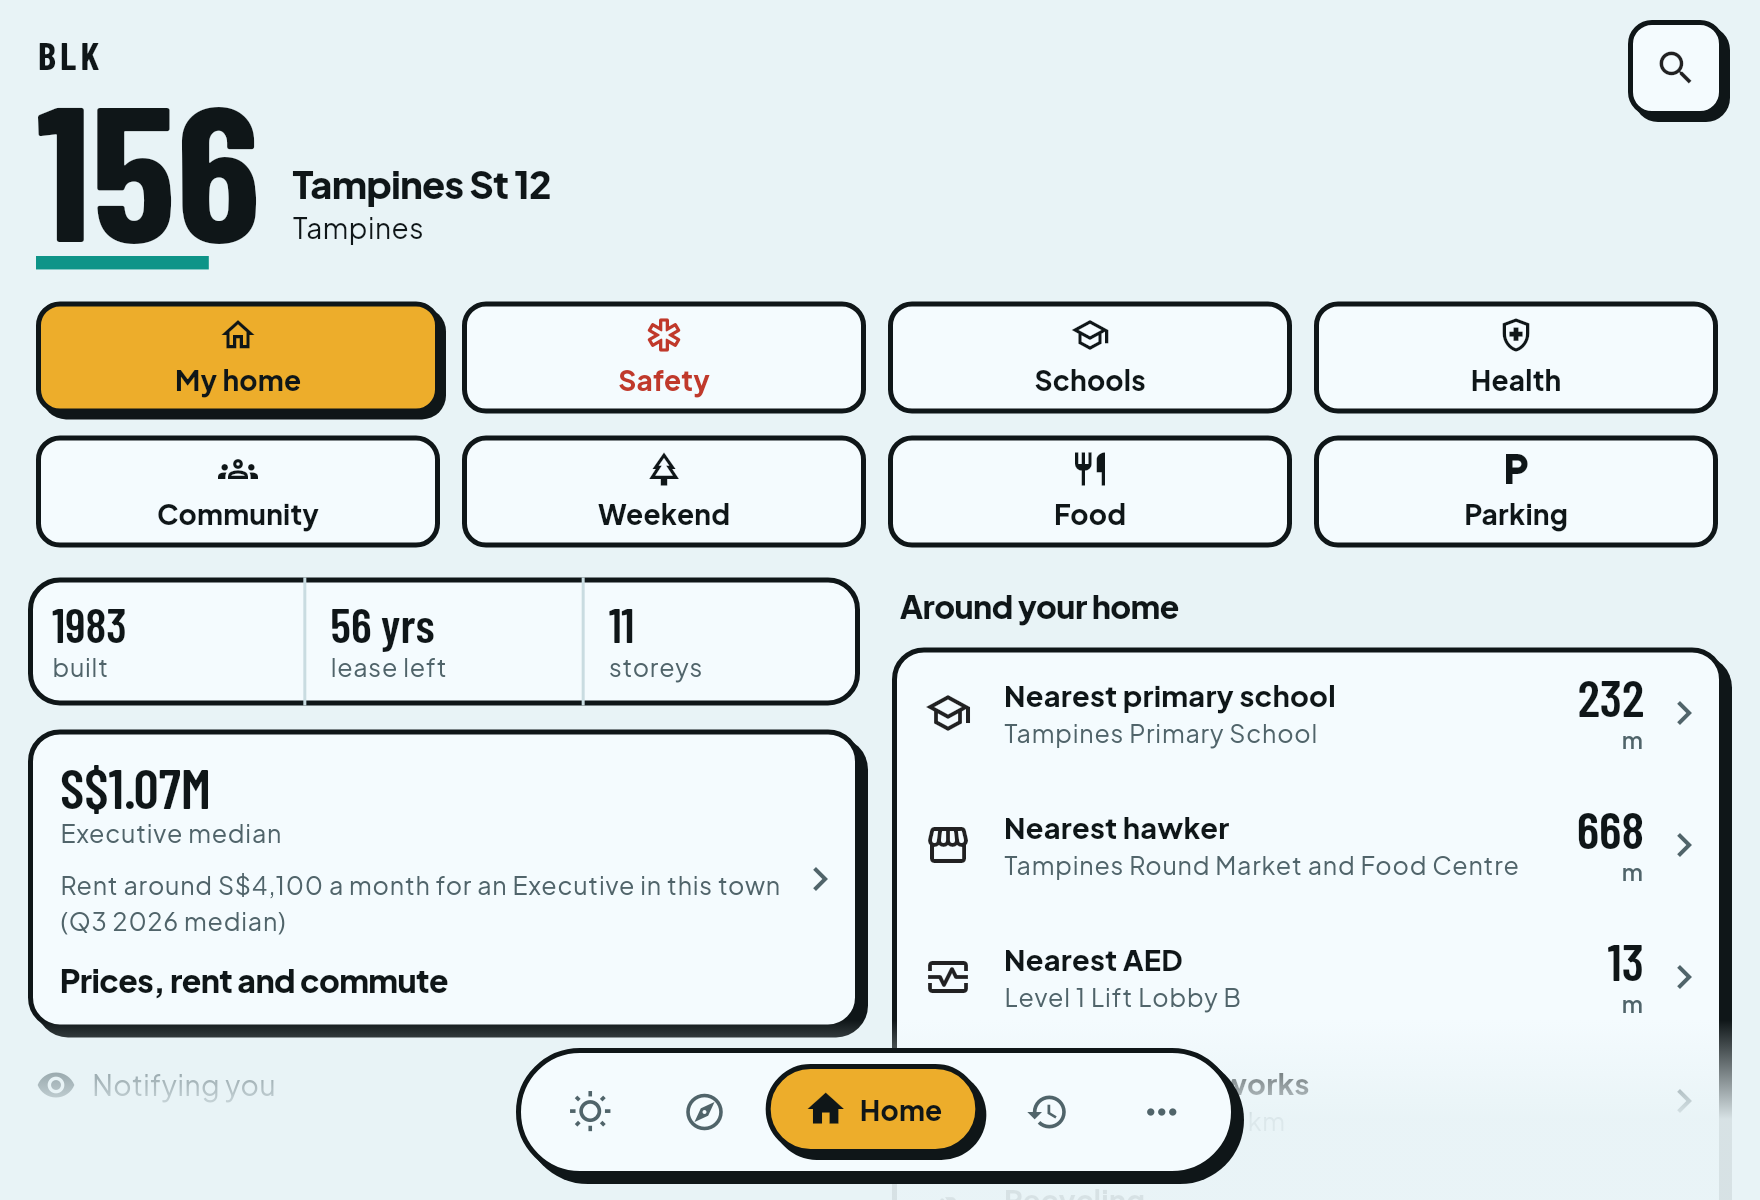 BLK
156
Tampines St 12
Tampines
My home
Safety
Schools
Health
Community
Weekend
Food
Parking
1983
built
56 yrs
lease left
11
storeys
S$1.07M
Executive median
Rent around S$4,100 a month for an Executive in this town
(Q3 2026 median)
Prices, rent and commute
Notifying you
Around your home
Nearest primary school
Tampines Primary School
232
m
Nearest hawker
Tampines Round Market and Food Centre
668
m
Nearest AED
Level 1 Lift Lobby B
13
m
km
Recycling
Home